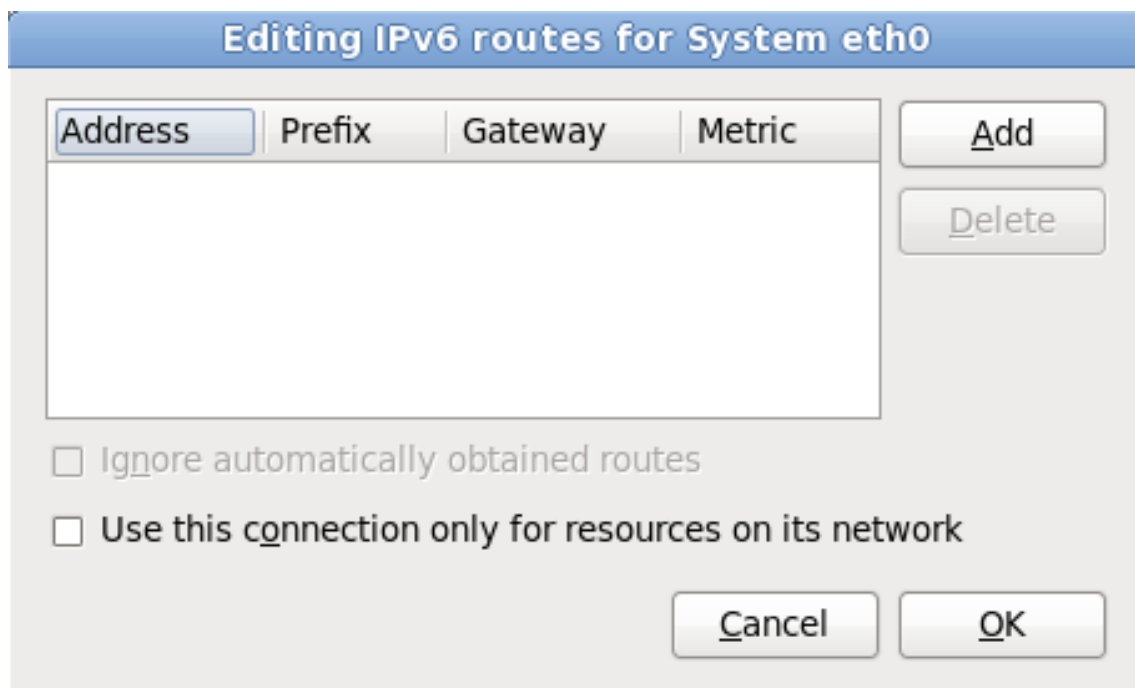 Editing IPv6 routes for System eth0
Address Prefix Gateway Metric
Add
Delete
Ignore automatically obtained routes
Use this connection only for resources on its network
Cancel OK